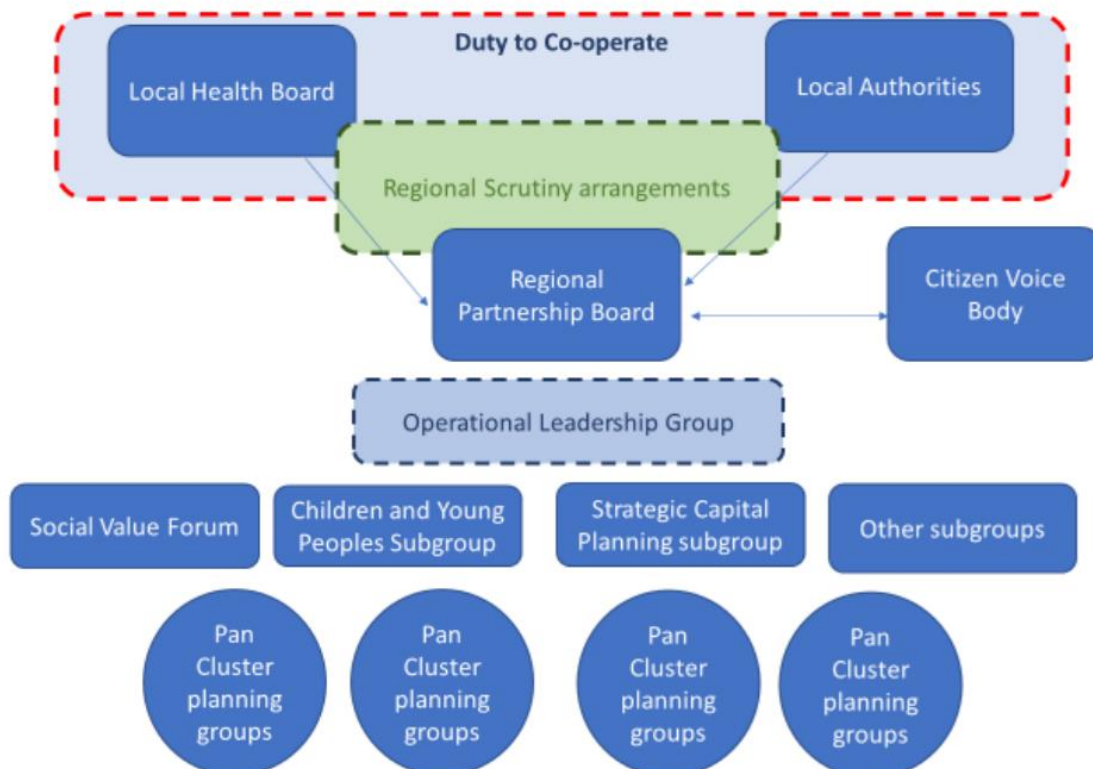 Duty to Co-operate
Local Health Board
Local Authorities
Regional Scrutiny arrangements
Regional
Partnership Board
Citizen Voice
Body
Operational Leadership Group
Social Value Forum
Children and Young
Peoples Subgroup
Strategic Capital
Planning subgroup
Other subgroups
Pan
Cluster
planning
groups
Pan
Cluster
planning
groups
Pan
Cluster
planning
groups
Pan
Cluster
planning
groups